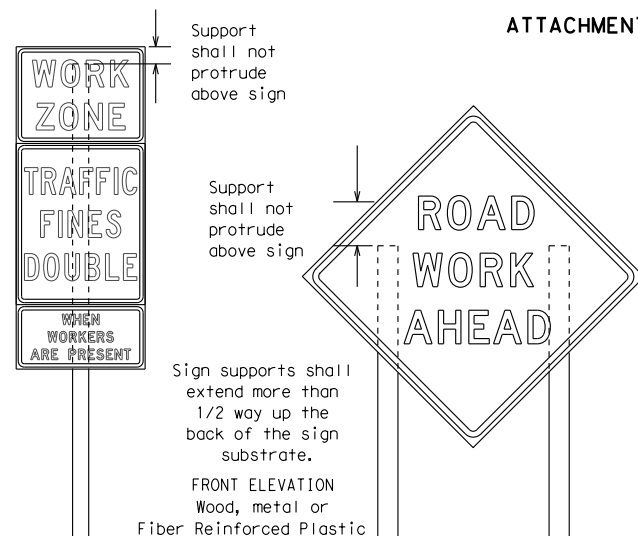 ATTACHMENT
Support
shall not
protrude
above sign
WORK
ZONE
TRAFFIC
FINES
DOUBLE
WHEN
WORKERS
ARE PRESENT
Support
shall not
protrude
above sign
ROAD
WORK
AHEAD
Sign supports shall
extend more than
1/2 way up the
back of the sign
substrate.
FRONT ELEVATION
Wood, metal or
Fiber Reinforced Plastic